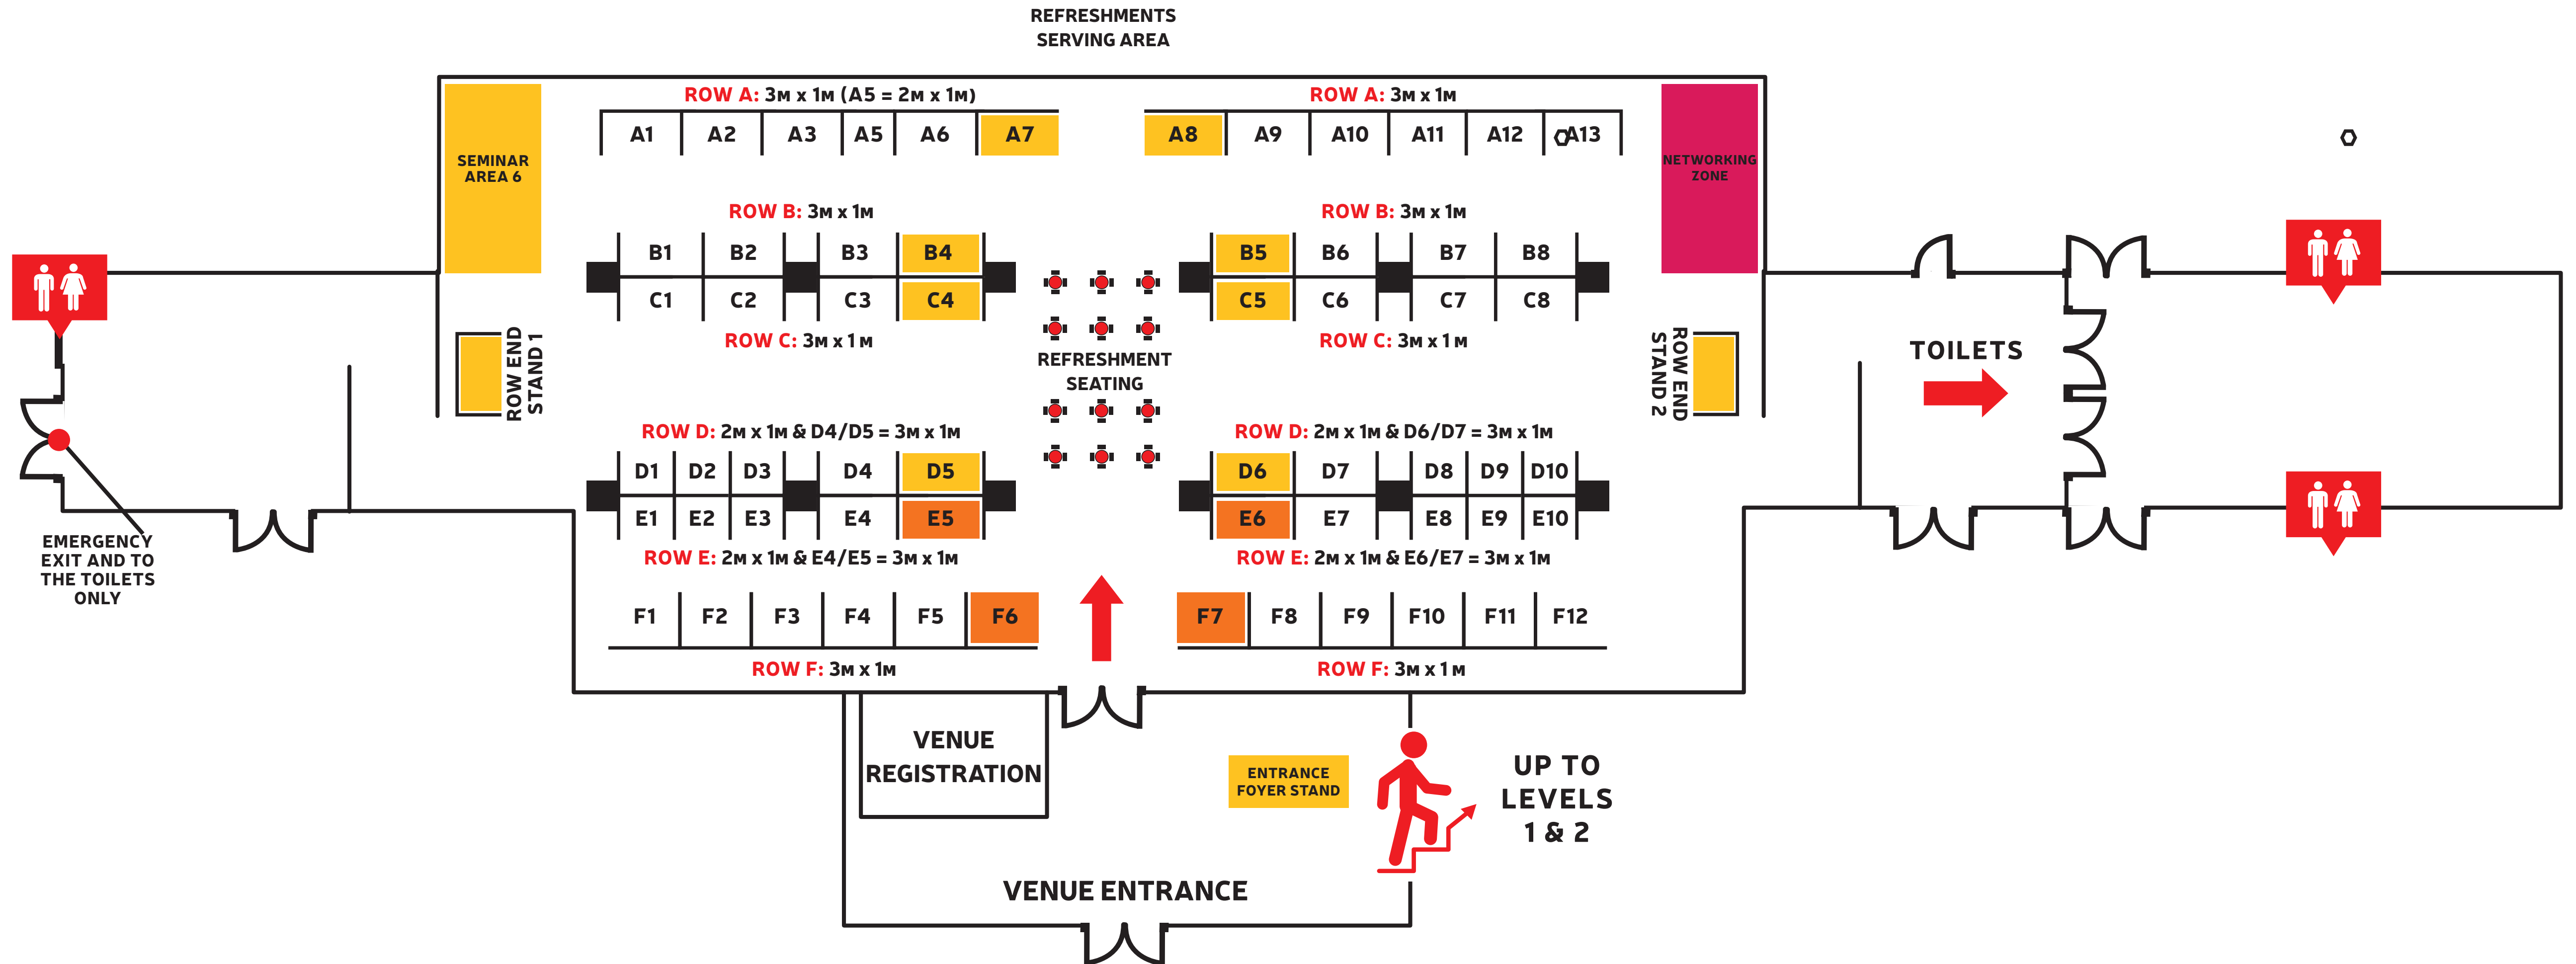 REFRESHMENTS
SERVING AREA
ROW A: 3M x 1M (A5 = 2M x 1M)
ROW A: 3M x 1M
A1 A2 A3 A5 A6 A7
A8 A9 A10 A11 A12 A13
SEMINAR
AREA 6
NETWORKING
ZONE
ROW B: 3M x 1M
ROW B: 3M x 1M
B1 B2 B3 B4
B5 B6 B7 B8
C1 C2 C3 C4
C5 C6 C7 C8
ROW C: 3M x 1M
ROW C: 3M x 1M
ROW END
STAND 1
REFRESHMENT
SEATING
ROW END
STAND 2
TOILETS
ROW D: 2M x 1M & D4/D5 = 3M x 1M
ROW D: 2M x 1M & D6/D7 = 3M x 1M
D1 D2 D3 D4 D5
D6 D7 D8 D9 D10
E1 E2 E3 E4 E5
E6 E7 E8 E9 E10
ROW E: 2M x 1M & E4/E5 = 3M x 1M
ROW E: 2M x 1M & E6/E7 = 3M x 1M
EMERGENCY
EXIT AND TO
THE TOILETS
ONLY
F1 F2 F3 F4 F5 F6
F7 F8 F9 F10 F11 F12
ROW F: 3M x 1M
ROW F: 3M x 1M
VENUE
REGISTRATION
ENTRANCE
FOYER STAND
UP TO
LEVELS
1 & 2
VENUE ENTRANCE